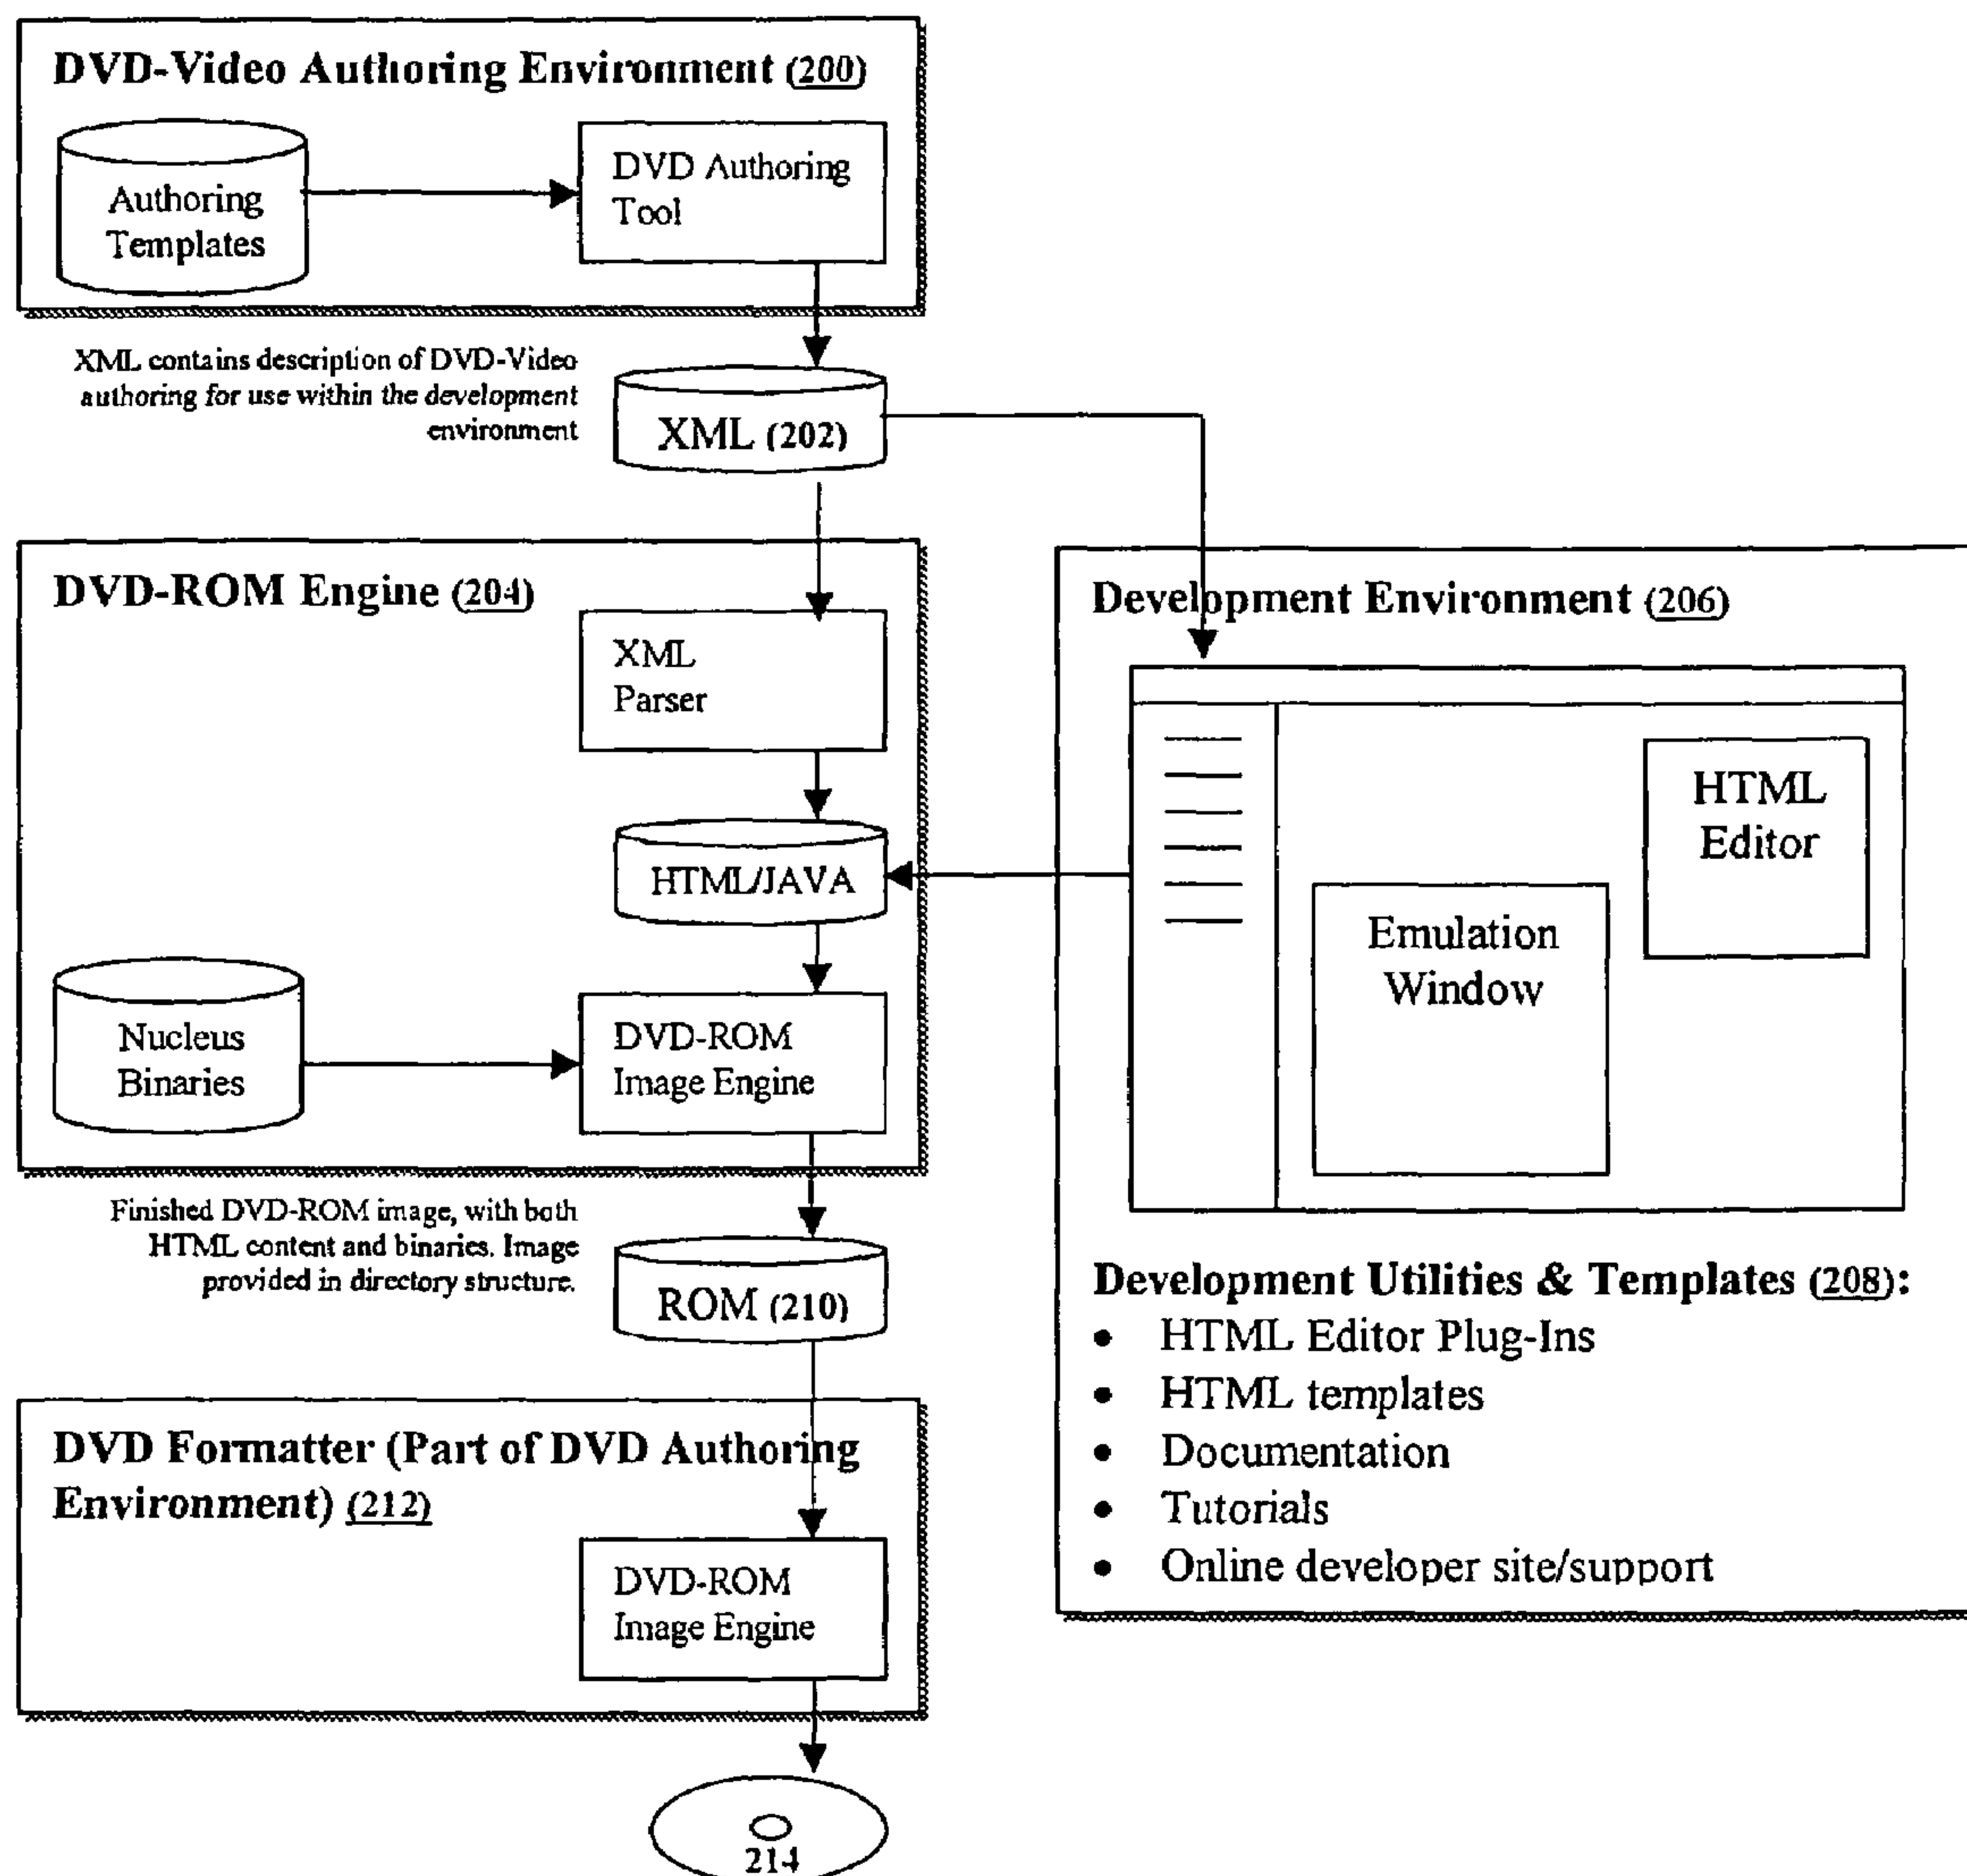 DVD-Video Authoring Environment (200)
Authoring
Templates
DVD Authoring
Tool
XML contains description of DVD-Video
authoring for use within the development
environment
XML (202)
DVD-ROM Engine (204)
XML
Parser
HTML/JAVA
Nucleus
Binaries
DVD-ROM
Image Engine
Finished DVD-ROM image, with both
HTML content and binaries. Image
provided in directory structure.
ROM (210)
DVD Formatter (Part of DVD Authoring
Environment) (212)
DVD-ROM
Image Engine
214
Development Environment (206)
HTML
Editor
Emulation
Window
Development Utilities & Templates (208):
• HTML Editor Plug-Ins
• HTML templates
• Documentation
• Tutorials
• Online developer site/support